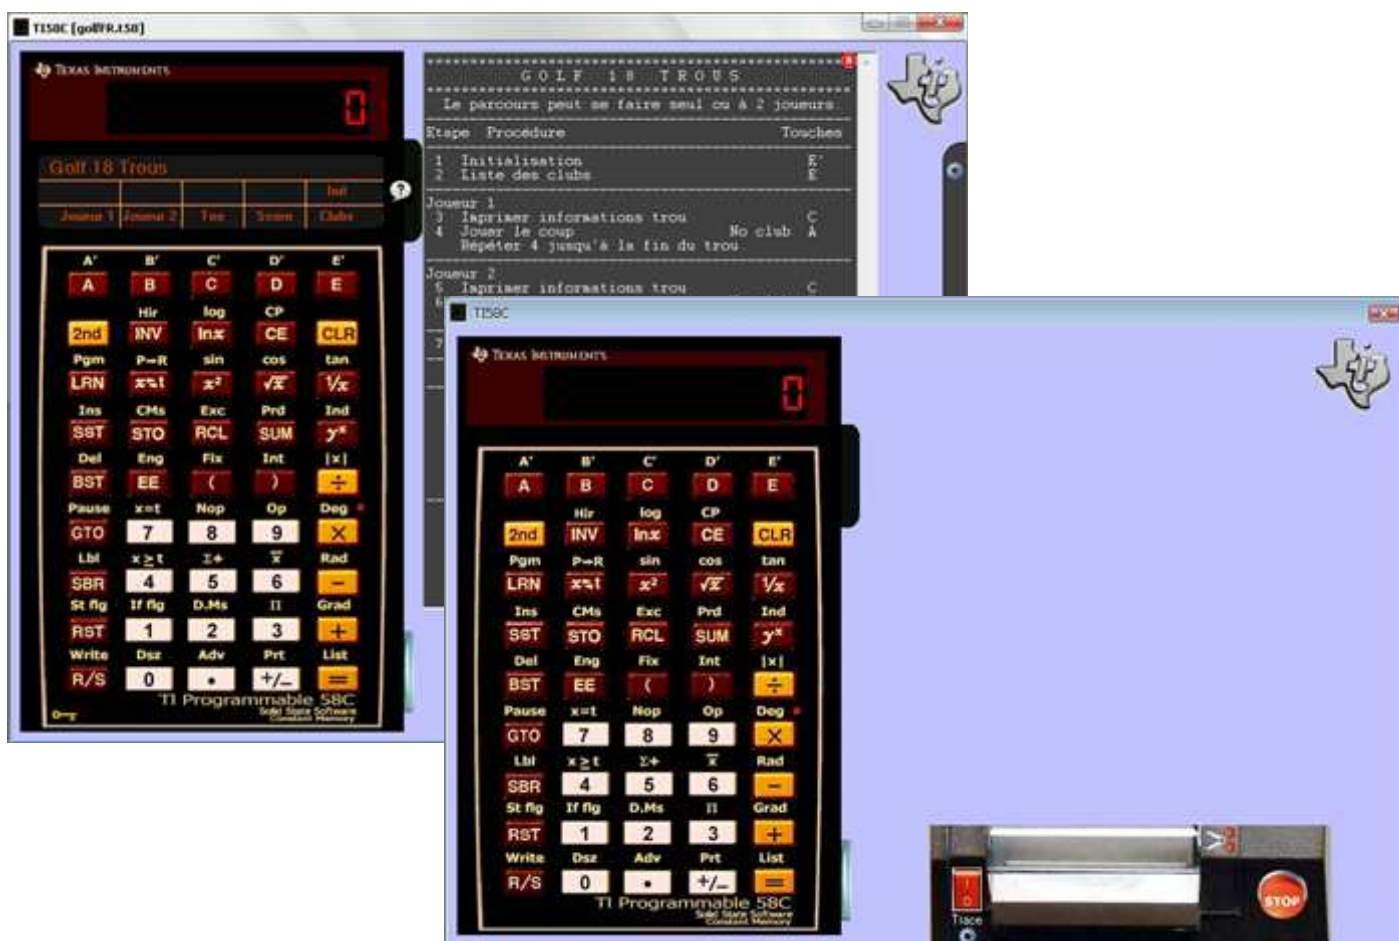 TI58C [golfFR.t58]
TEXAS INSTRUMENTS
0
Golf 18 Trous
Init
Joueur 1 Joueur 2 Tee Score Clubs
A' B' C' D' E'
A B C D E
Hir log CP
2nd INV lnx CE CLR
Pgm P→R sin cos tan
LRN x⇆t x² √x 1/x
Ins CMs Exc Prd Ind
SST STO RCL SUM yˣ
Del Eng Fix Int |x|
BST EE ( ) ÷
Pause x=t Nop Op Deg
GTO 7 8 9 ×
Lbl x≥t Σ+ x̄ Rad
SBR 4 5 6 −
St flg If flg D.Ms π Grad
RST 1 2 3 +
Write Dsz Adv Prt List
R/S 0 . +/− =
TI Programmable 58C
Solid State Software
Constant Memory
GOLF 18 TROUS
Le parcours peut se faire seul ou à 2 joueurs.
Etape Procédure Touches
1 Initialisation E'
2 Liste des clubs E
Joueur 1
3 Imprimer informations trou C
4 Jouer le coup No club A
Répéter 4 jusqu'à la fin du trou
Joueur 2
5 Imprimer informations trou C
6
7
TI58C
TEXAS INSTRUMENTS
0
A' B' C' D' E'
A B C D E
Hir log CP
2nd INV lnx CE CLR
Pgm P→R sin cos tan
LRN x⇆t x² √x 1/x
Ins CMs Exc Prd Ind
SST STO RCL SUM yˣ
Del Eng Fix Int |x|
BST EE ( ) ÷
Pause x=t Nop Op Deg
GTO 7 8 9 ×
Lbl x≥t Σ+ x̄ Rad
SBR 4 5 6 −
St flg If flg D.Ms π Grad
RST 1 2 3 +
Write Dsz Adv Prt List
R/S 0 . +/− =
TI Programmable 58C
Solid State Software
Constant Memory
Trace
STOP